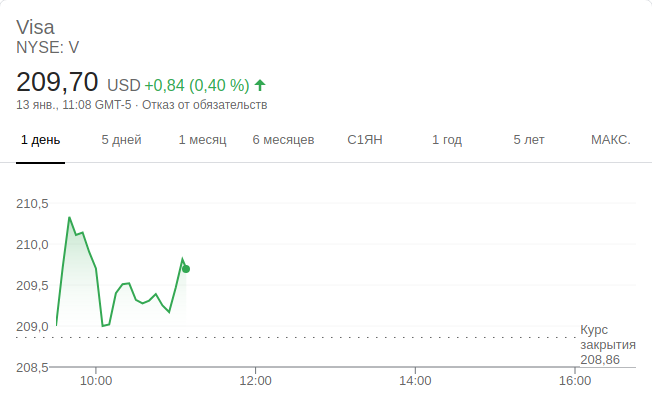 Visa
NYSE: V
209,70 USD +0,84 (0,40 %)
13 янв., 11:08 GMT-5 · Отказ от обязательств
1 день 5 дней 1 месяц 6 месяцев С1ЯН 1 год 5 лет МАКС.
210,5
210,0
209,5
209,0
Курс
закрытия
208,86
208,5
10:00 12:00 14:00 16:00